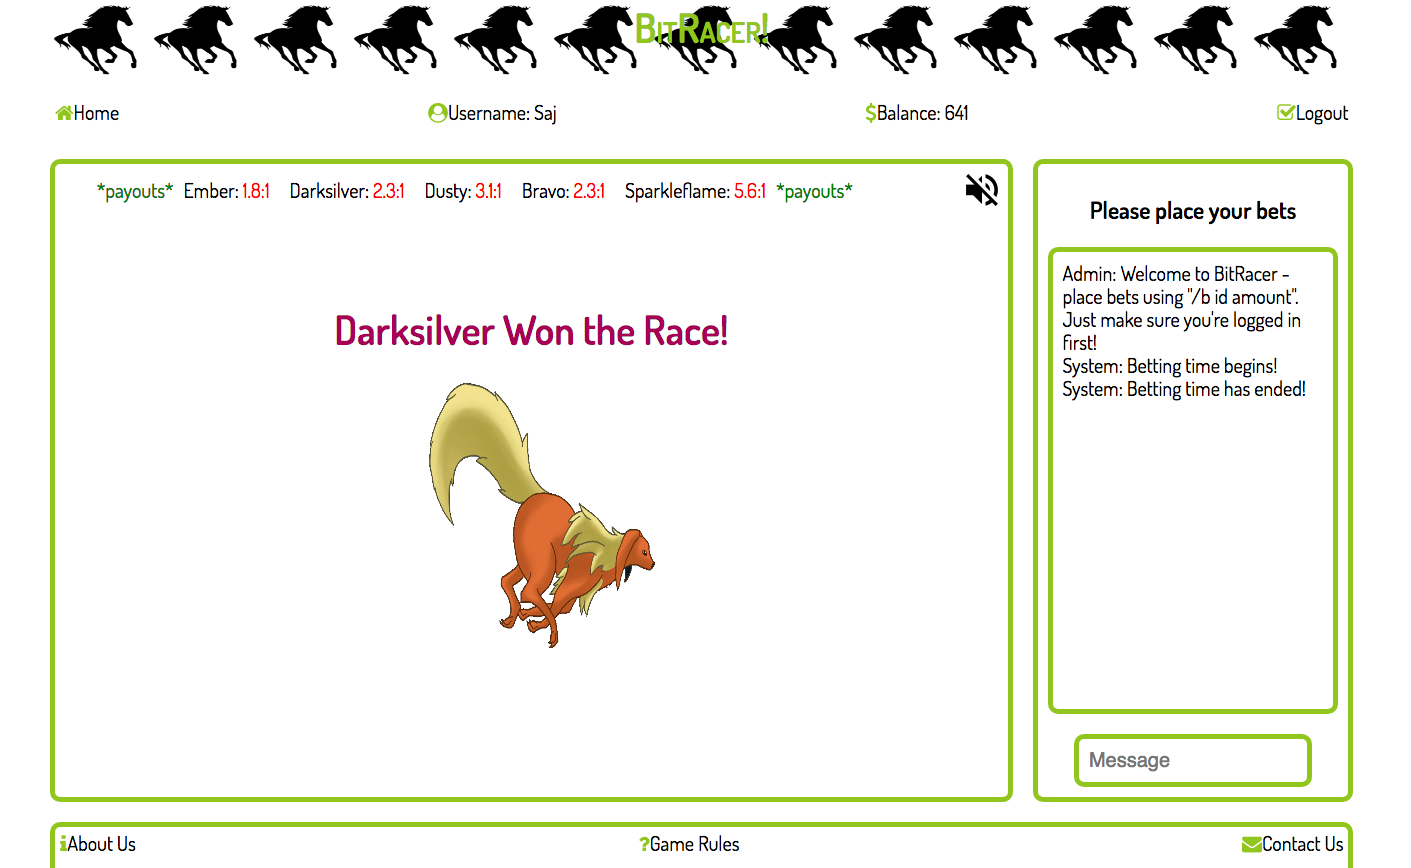 BitRacer!
Home
Username: Saj
$Balance: 641
Logout
*payouts* Ember: 1.8:1 Darksilver: 2.3:1 Dusty: 3.1:1 Bravo: 2.3:1 Sparkleflame: 5.6:1 *payouts*
Darksilver Won the Race!
Please place your bets
Admin: Welcome to BitRacer -
place bets using "/b id amount".
Just make sure you're logged in
first!
System: Betting time begins!
System: Betting time has ended!
Message
About Us
?Game Rules
Contact Us